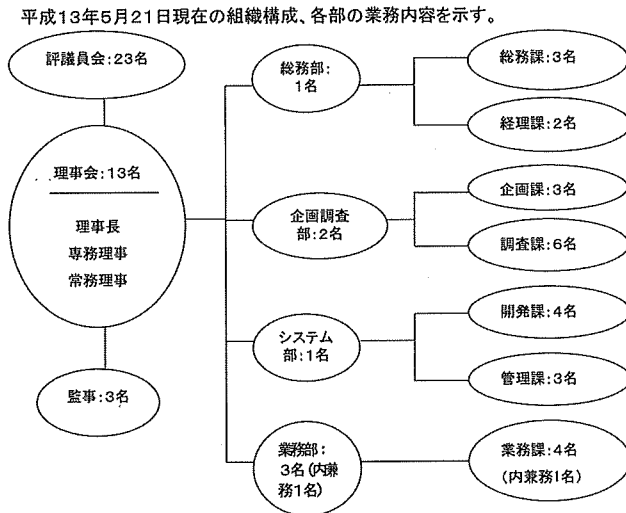 平成13年5月21日現在の組織構成、各部の業務内容を示す。
評議員会:23名
理事会:13名
理事長
専務理事
常務理事
監事:3名
総務部:
1名
総務課:3名
経理課:2名
企画調査
部:2名
企画課:3名
調査課:6名
システム
部:1名
開発課:4名
管理課:3名
業務部:
3名(内兼
務1名)
業務課:4名
(内兼務1名)